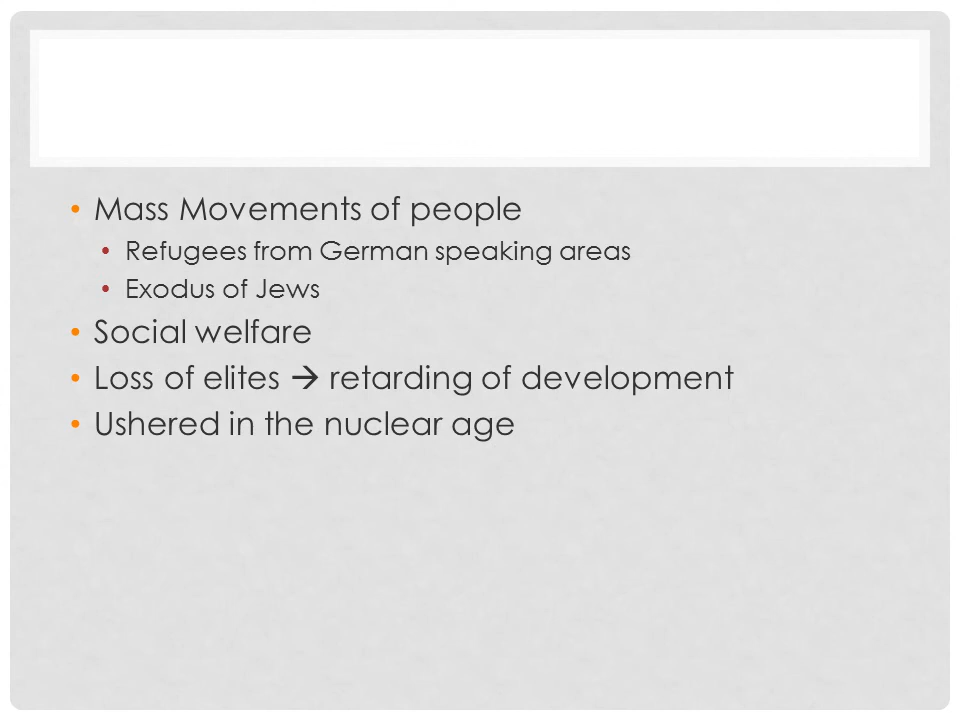 • Mass Movements of people
• Refugees from German speaking areas
• Exodus of Jews
• Social welfare
• Loss of elites → retarding of development
• Ushered in the nuclear age